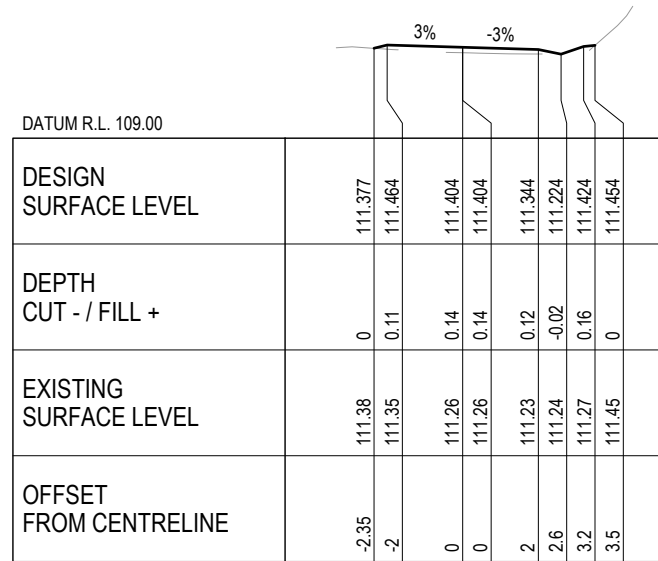 3% -3%
DATUM R.L. 109.00
DESIGN
SURFACE LEVEL
111.377 111.464 111.404 111.404 111.344 111.224 111.424 111.454
DEPTH
CUT - / FILL +
0 0.11 0.14 0.14 0.12 -0.02 0.16 0
EXISTING
SURFACE LEVEL
111.38 111.35 111.26 111.26 111.23 111.24 111.27 111.45
OFFSET
FROM CENTRELINE
-2.35 -2 0 0 2 2.6 3.2 3.5